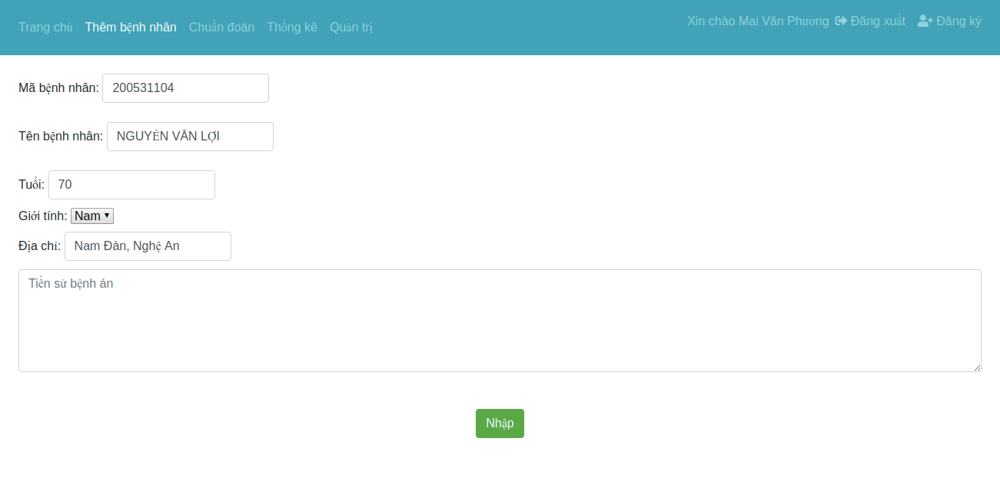 Trang chủ Thêm bệnh nhân Chuẩn đoán Thống kê Quản trị Xin chào Mai Văn Phương Đăng xuất Đăng ký
Mã bệnh nhân: 200531104
Tên bệnh nhân: NGUYỄN VĂN LỢI
Tuổi: 70
Giới tính: Nam
Địa chỉ: Nam Đàn, Nghệ An
Tiền sử bệnh án
Nhập